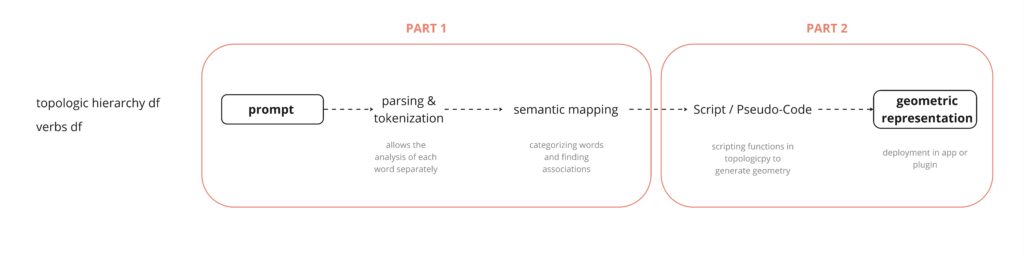 PART 1
PART 2
topologic hierarchy df
verbs df
prompt
parsing &
tokenization
semantic mapping
Script / Pseudo-Code
geometric
representation
allows the
analysis of each
word separately
categorizing words
and finding
associations
scripting functions in
topologicpy to
generate geometry
deployment in app or
plugin